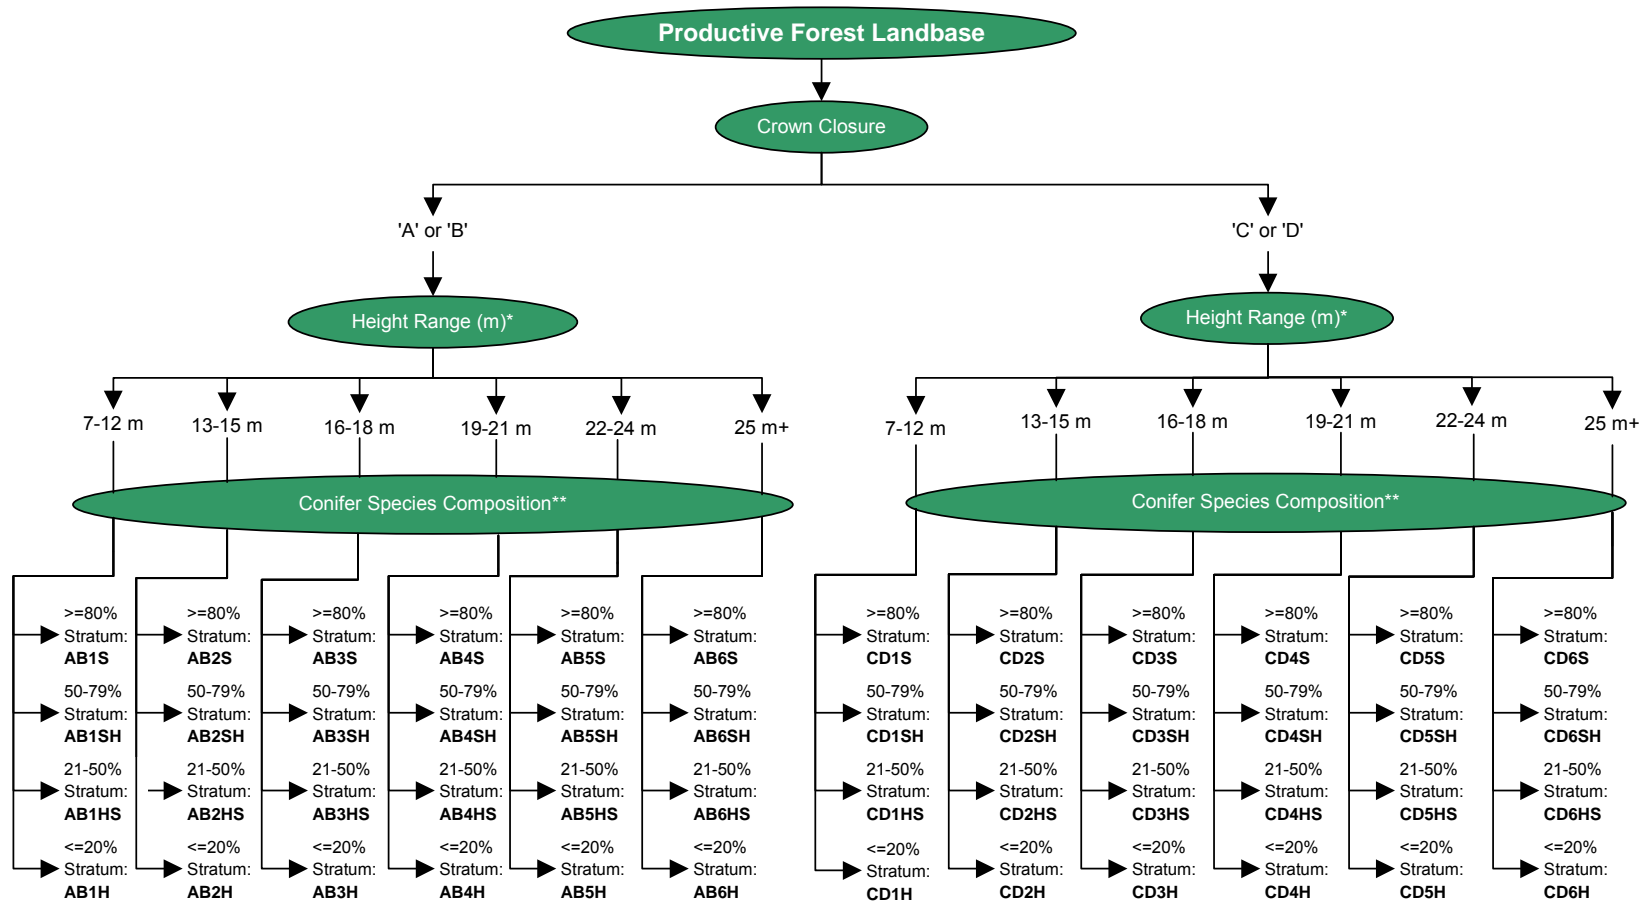 Productive Forest Landbase
Crown Closure
'A' or 'B'
'C' or 'D'
Height Range (m)*
Height Range (m)*
7-12 m
13-15 m
16-18 m
19-21 m
22-24 m
25 m+
7-12 m
13-15 m
16-18 m
19-21 m
22-24 m
25 m+
Conifer Species Composition**
Conifer Species Composition**
>=80%
Stratum:
AB1S
>=80%
Stratum:
AB2S
>=80%
Stratum:
AB3S
>=80%
Stratum:
AB4S
>=80%
Stratum:
AB5S
>=80%
Stratum:
AB6S
>=80%
Stratum:
CD1S
>=80%
Stratum:
CD2S
>=80%
Stratum:
CD3S
>=80%
Stratum:
CD4S
>=80%
Stratum:
CD5S
>=80%
Stratum:
CD6S
50-79%
Stratum:
AB1SH
50-79%
Stratum:
AB2SH
50-79%
Stratum:
AB3SH
50-79%
Stratum:
AB4SH
50-79%
Stratum:
AB5SH
50-79%
Stratum:
AB6SH
50-79%
Stratum:
CD1SH
50-79%
Stratum:
CD2SH
50-79%
Stratum:
CD3SH
50-79%
Stratum:
CD4SH
50-79%
Stratum:
CD5SH
50-79%
Stratum:
CD6SH
21-50%
Stratum:
AB1HS
21-50%
Stratum:
AB2HS
21-50%
Stratum:
AB3HS
21-50%
Stratum:
AB4HS
21-50%
Stratum:
AB5HS
21-50%
Stratum:
AB6HS
21-50%
Stratum:
CD1HS
21-50%
Stratum:
CD2HS
21-50%
Stratum:
CD3HS
21-50%
Stratum:
CD4HS
21-50%
Stratum:
CD5HS
21-50%
Stratum:
CD6HS
<=20%
Stratum:
AB1H
<=20%
Stratum:
AB2H
<=20%
Stratum:
AB3H
<=20%
Stratum:
AB4H
<=20%
Stratum:
AB5H
<=20%
Stratum:
AB6H
<=20%
Stratum:
CD1H
<=20%
Stratum:
CD2H
<=20%
Stratum:
CD3H
<=20%
Stratum:
CD4H
<=20%
Stratum:
CD5H
<=20%
Stratum:
CD6H